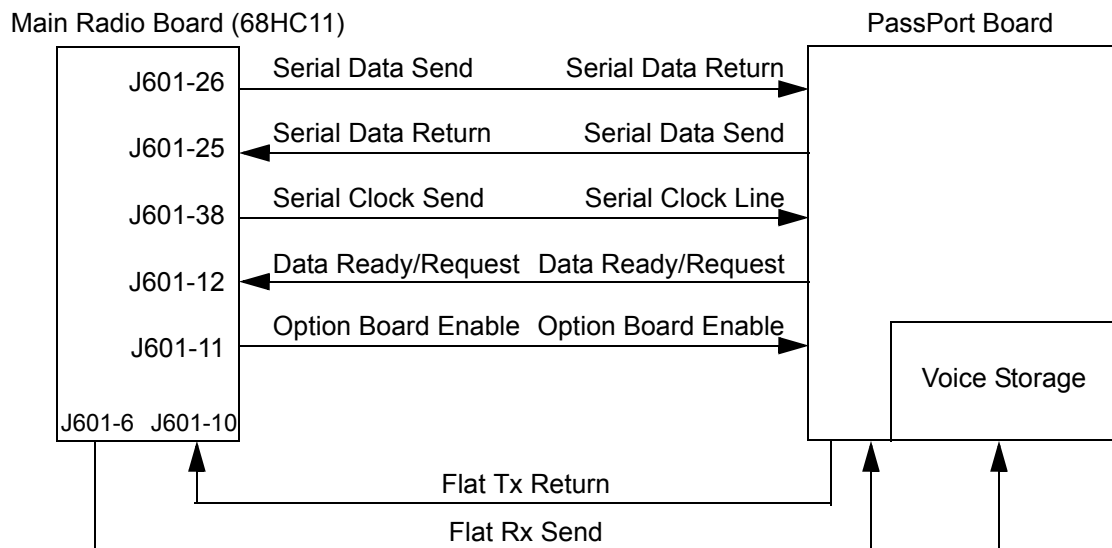 Main Radio Board (68HC11)
PassPort Board
J601-26
Serial Data Send
Serial Data Return
J601-25
Serial Data Return
Serial Data Send
J601-38
Serial Clock Send
Serial Clock Line
J601-12
Data Ready/Request
Data Ready/Request
J601-11
Option Board Enable
Option Board Enable
Voice Storage
J601-6
J601-10
Flat Tx Return
Flat Rx Send